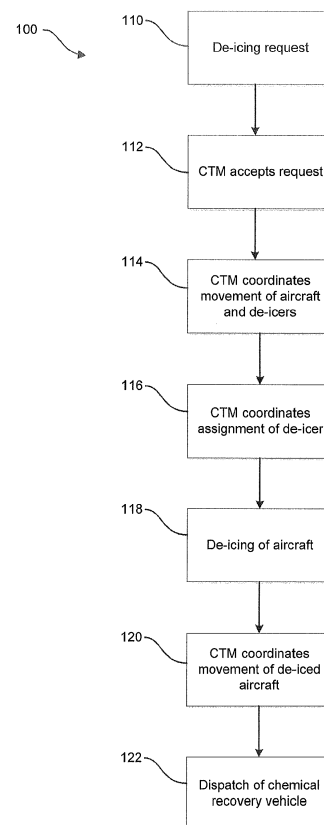 100
110
De-icing request
112
CTM accepts request
114
CTM coordinates
movement of aircraft
and de-icers
116
CTM coordinates
assignment of de-icer
118
De-icing of aircraft
120
CTM coordinates
movement of de-iced
aircraft
122
Dispatch of chemical
recovery vehicle